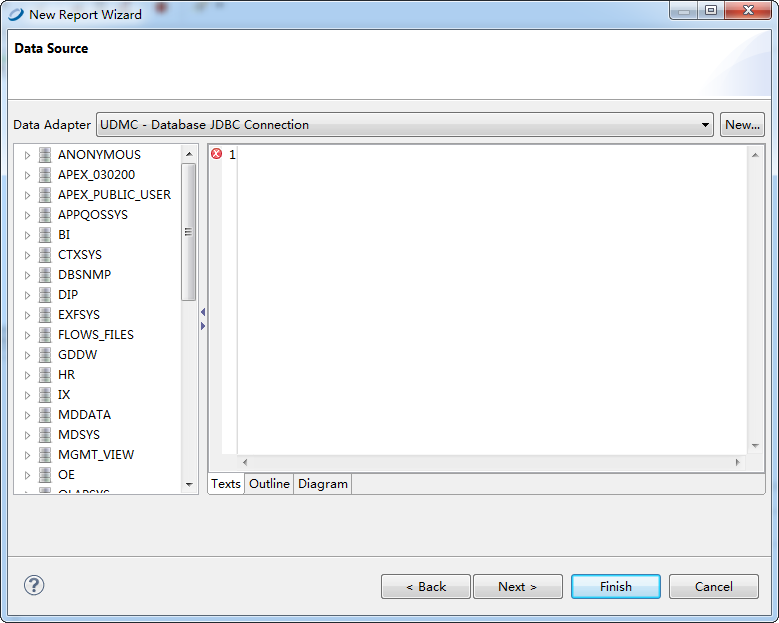 New Report Wizard
Data Source
Data Adapter UDMC - Database JDBC Connection New...
ANONYMOUS
APEX_030200
APEX_PUBLIC_USER
APPQOSSYS
BI
CTXSYS
DBSNMP
DIP
EXFSYS
FLOWS_FILES
GDDW
HR
IX
MDDATA
MDSYS
MGMT_VIEW
OE
1
Texts Outline Diagram
? < Back Next > Finish Cancel